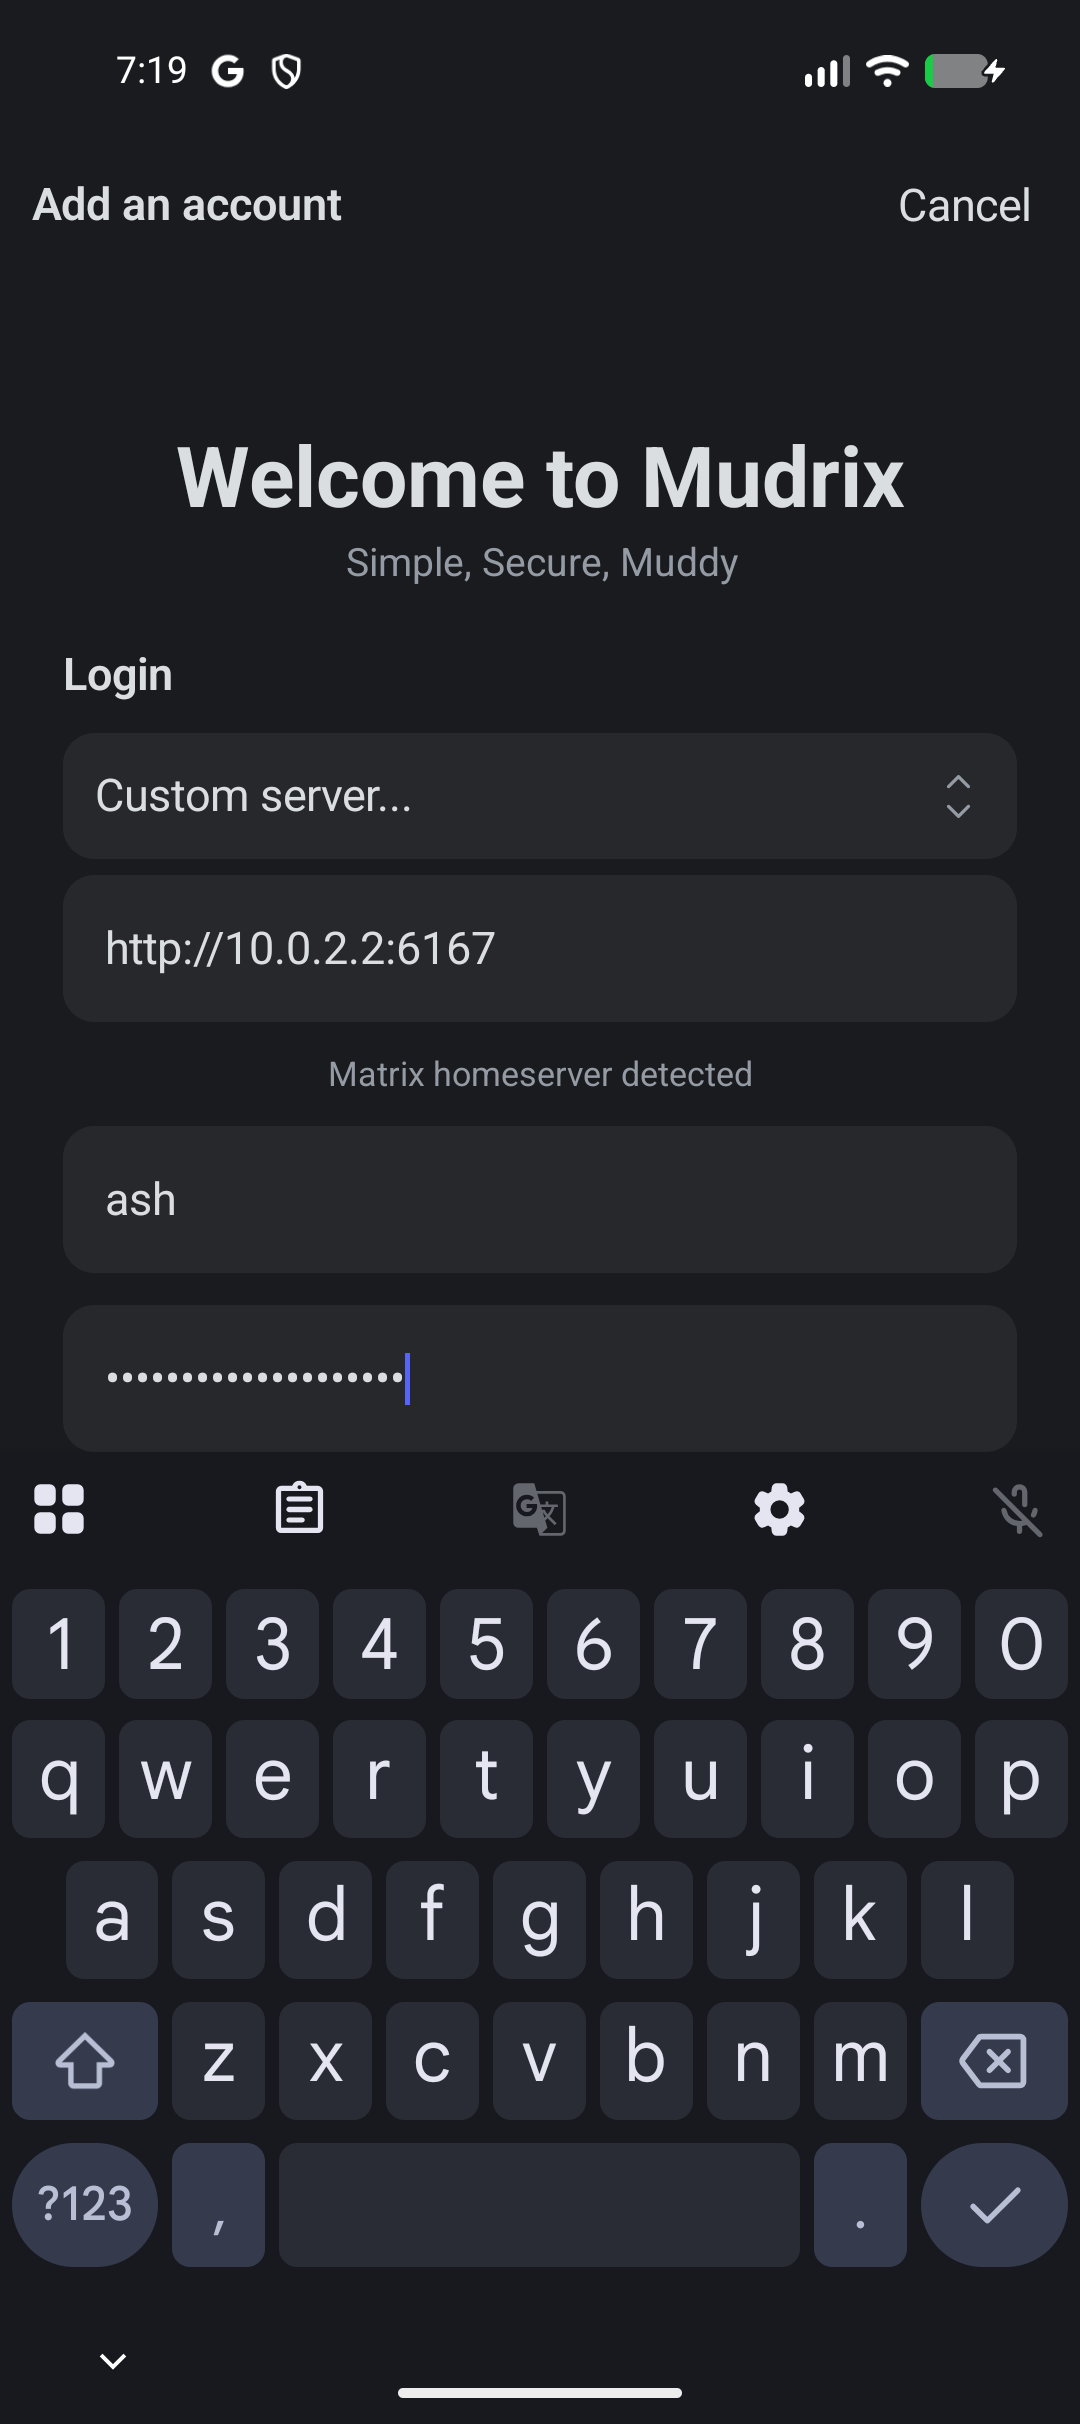 7:19
Add an account
Cancel
Welcome to Mudrix
Simple, Secure, Muddy
Login
Custom server...
http://10.0.2.2:6167
Matrix homeserver detected
ash
••••••••••••••••••••
1 2 3 4 5 6 7 8 9 0
q w e r t y u i o p
a s d f g h j k l
z x c v b n m
?123 , .